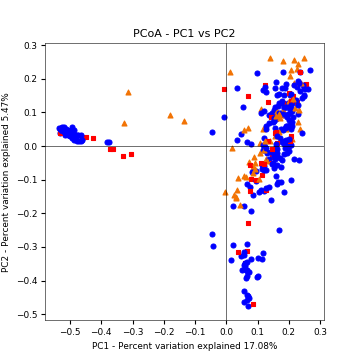 PCoA - PC1 vs PC2
PC2 - Percent variation explained 5.47%
0.3
0.2
0.1
0.0
−0.1
−0.2
−0.3
−0.4
−0.5
−0.5 −0.4 −0.3 −0.2 −0.1 0.0 0.1 0.2 0.3
PC1 - Percent variation explained 17.08%